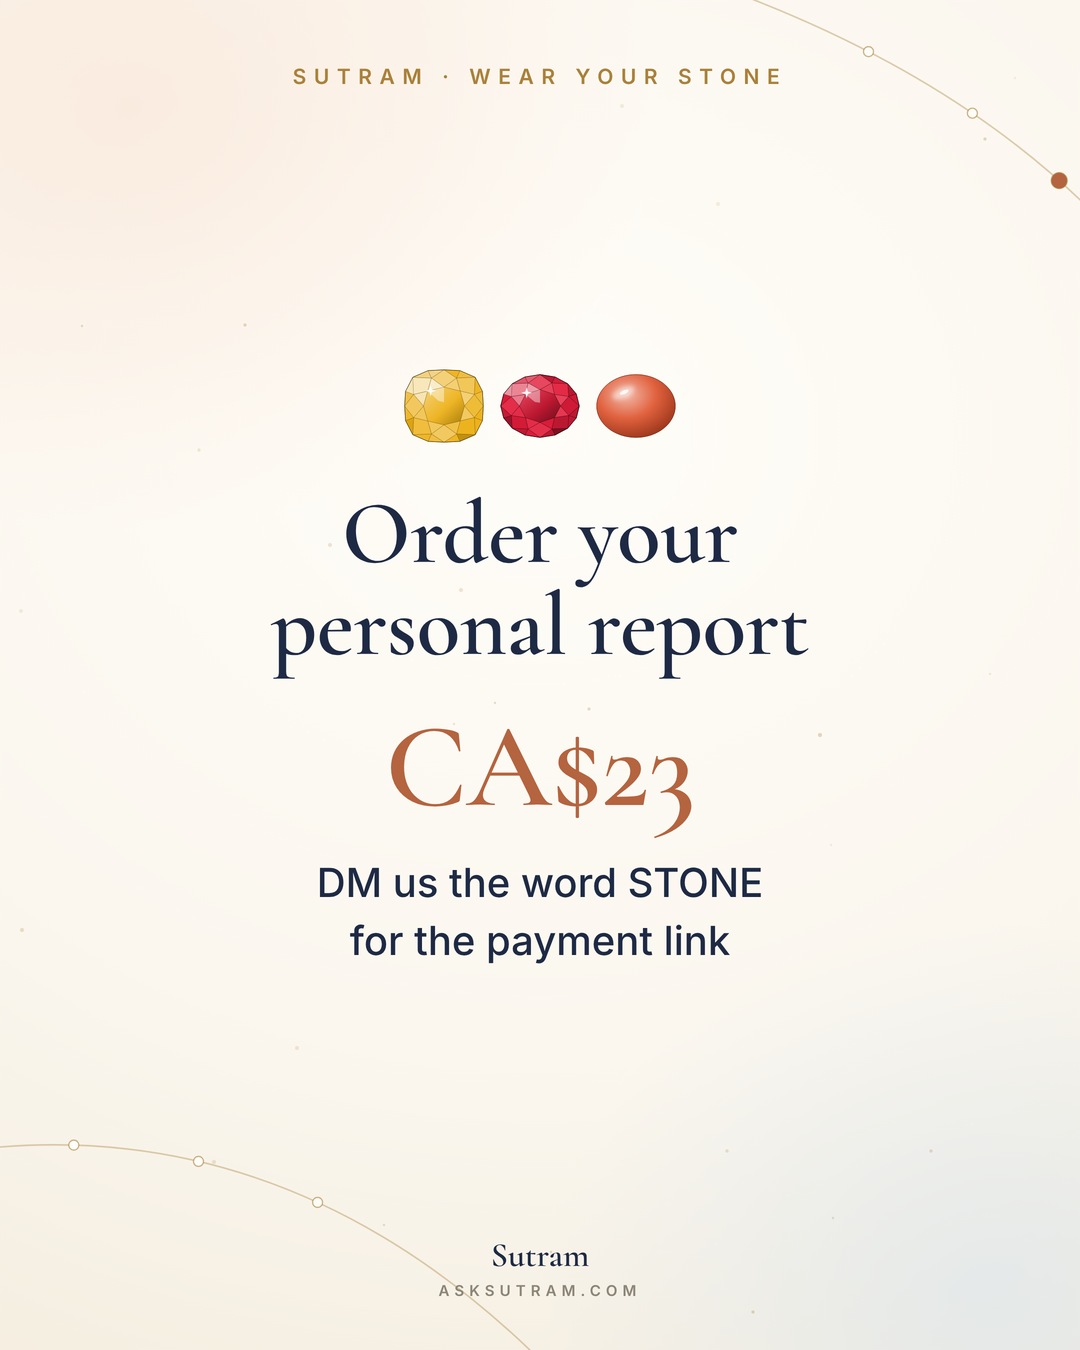 SUTRAM · WEAR YOUR STONE
Order your
personal report
CA$23
DM us the word STONE
for the payment link
Sutram
ASKSUTRAM.COM